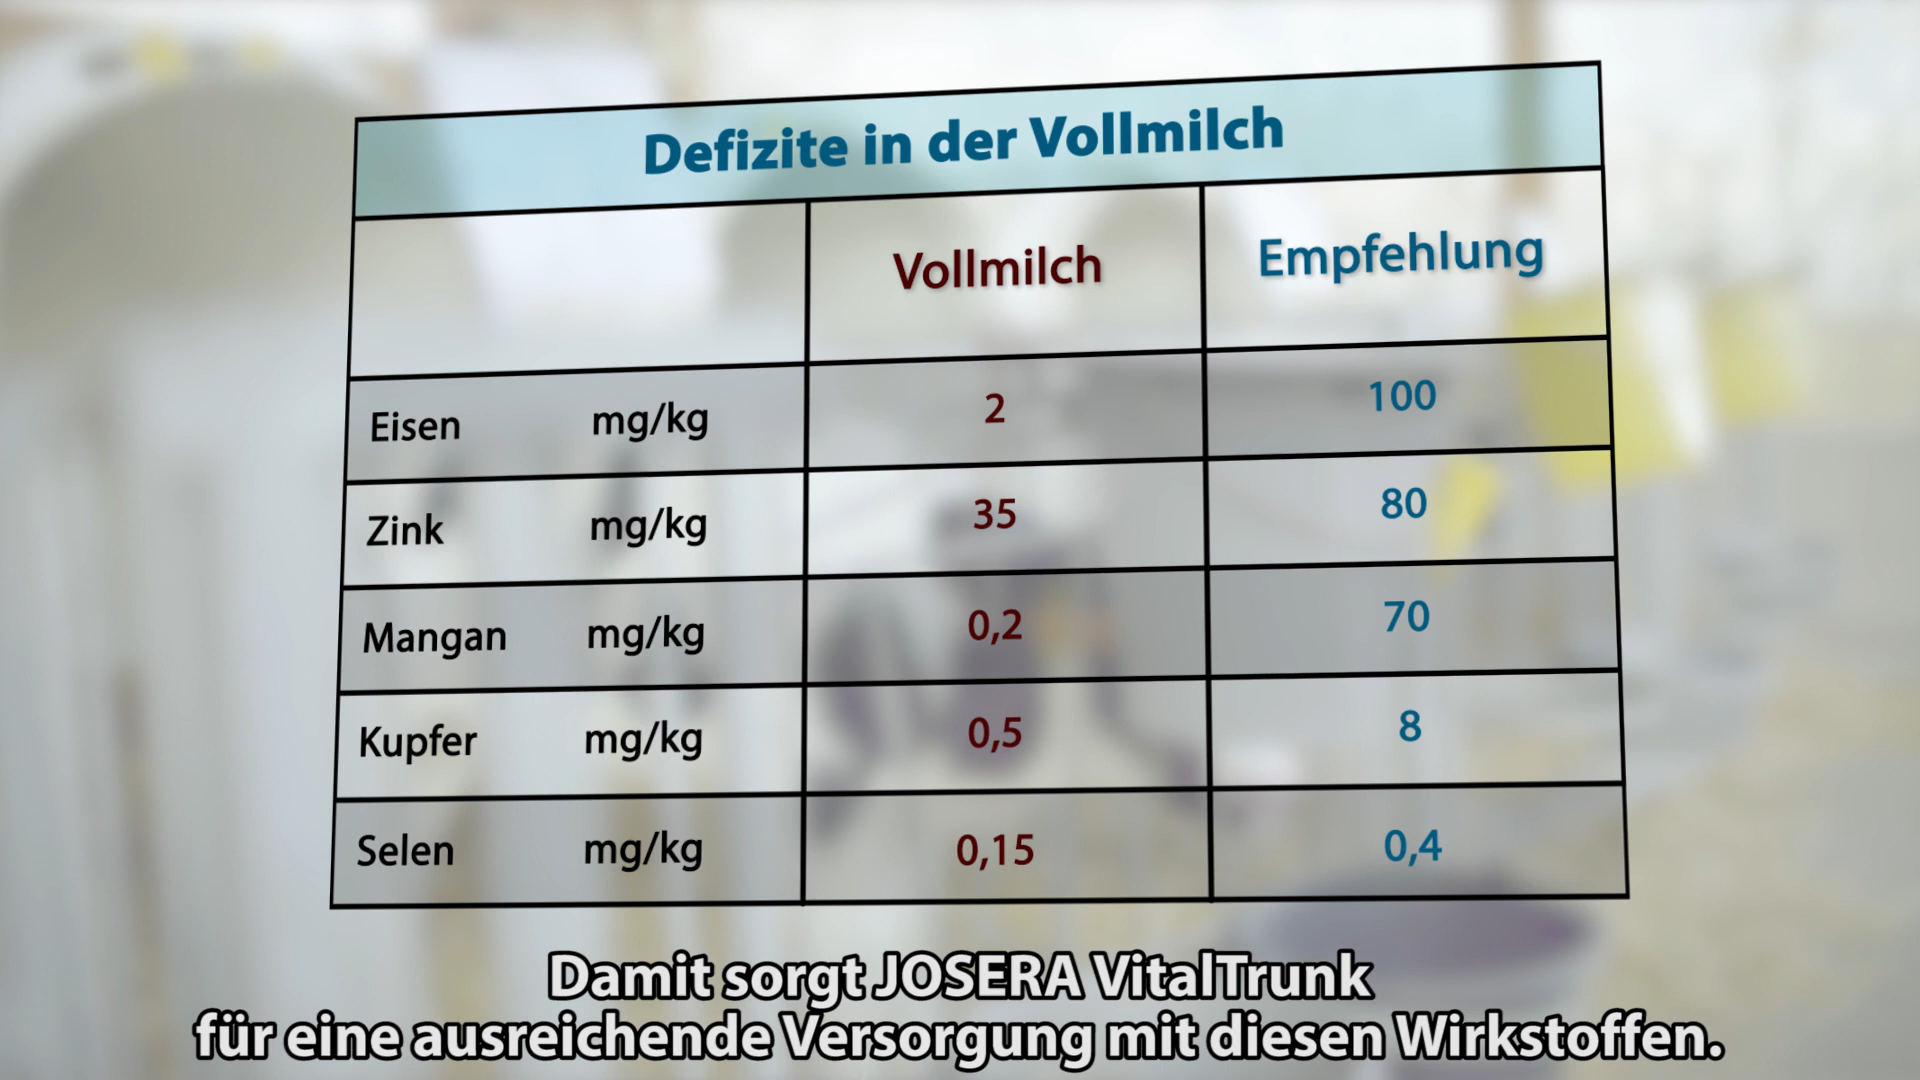 Defizite in der Vollmilch
Vollmilch Empfehlung
Eisen mg/kg 2 100
Zink mg/kg 35 80
Mangan mg/kg 0,2 70
Kupfer mg/kg 0,5 8
Selen mg/kg 0,15 0,4
Damit sorgt JOSERA VitalTrunk
für eine ausreichende Versorgung mit diesen Wirkstoffen.